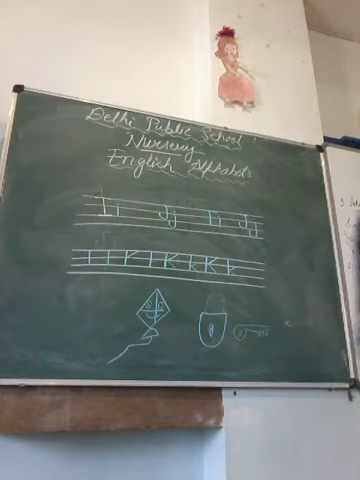 Delhi Public School
Nursery
English Alphabets
Ii Jj Ii Jj
K K k K k